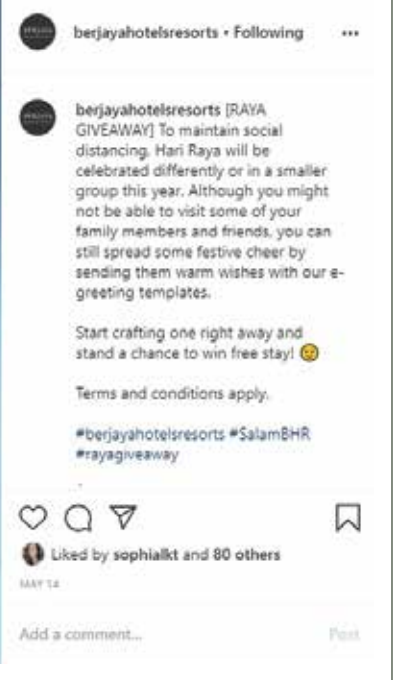 berjayahotelsresorts • Following
berjayahotelsresorts [RAYA
GIVEAWAY] To maintain social
distancing, Hari Raya will be
celebrated differently or in a smaller
group this year. Although you might
not be able to visit some of your
family members and friends, you can
still spread some festive cheer by
sending them warm wishes with our e-
greeting templates.
Start crafting one right away and
stand a chance to win free stay! 🙂
Terms and conditions apply.
#berjayahotelsresorts #SalamBHR
#rayagiveaway
.
Liked by sophialkt and 80 others
MAY 14
Add a comment...
Post